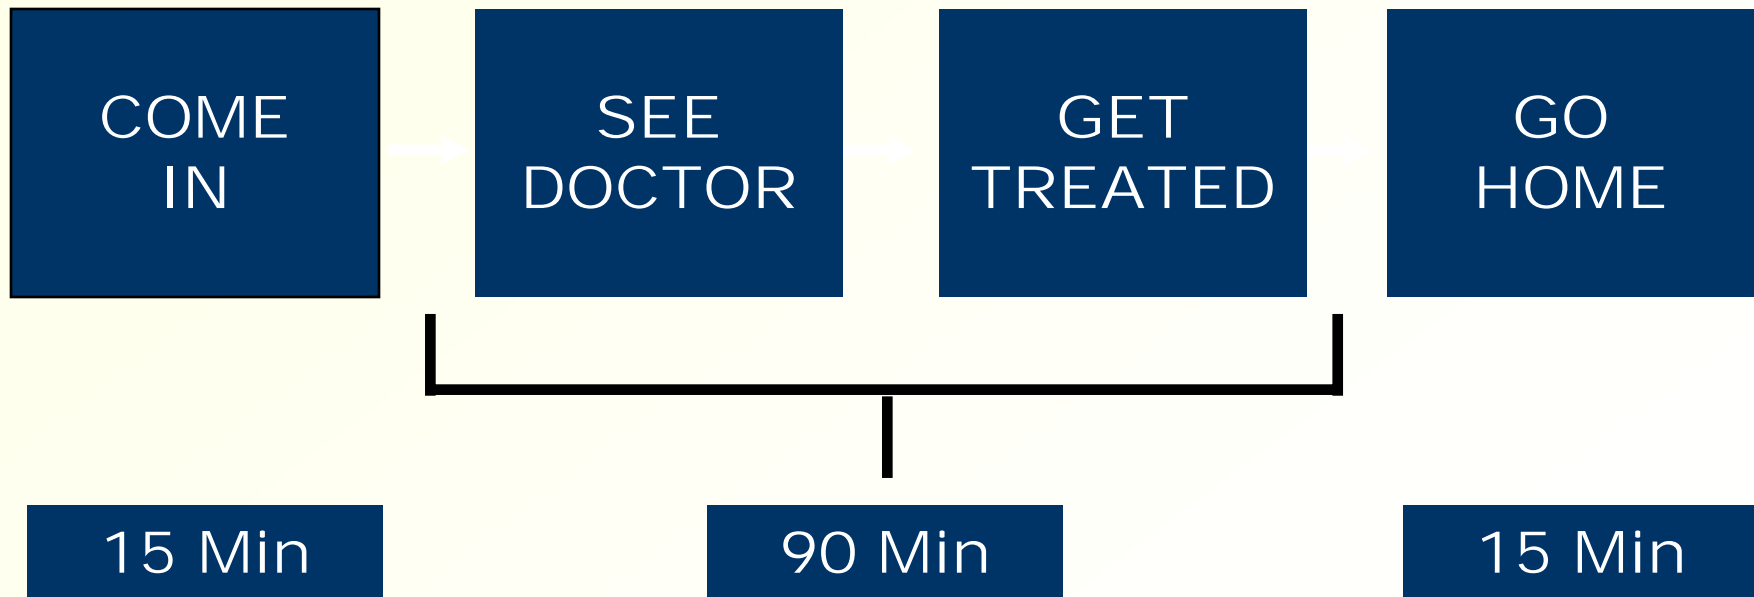 COME
IN
SEE
DOCTOR
GET
TREATED
GO
HOME
15 Min
90 Min
15 Min